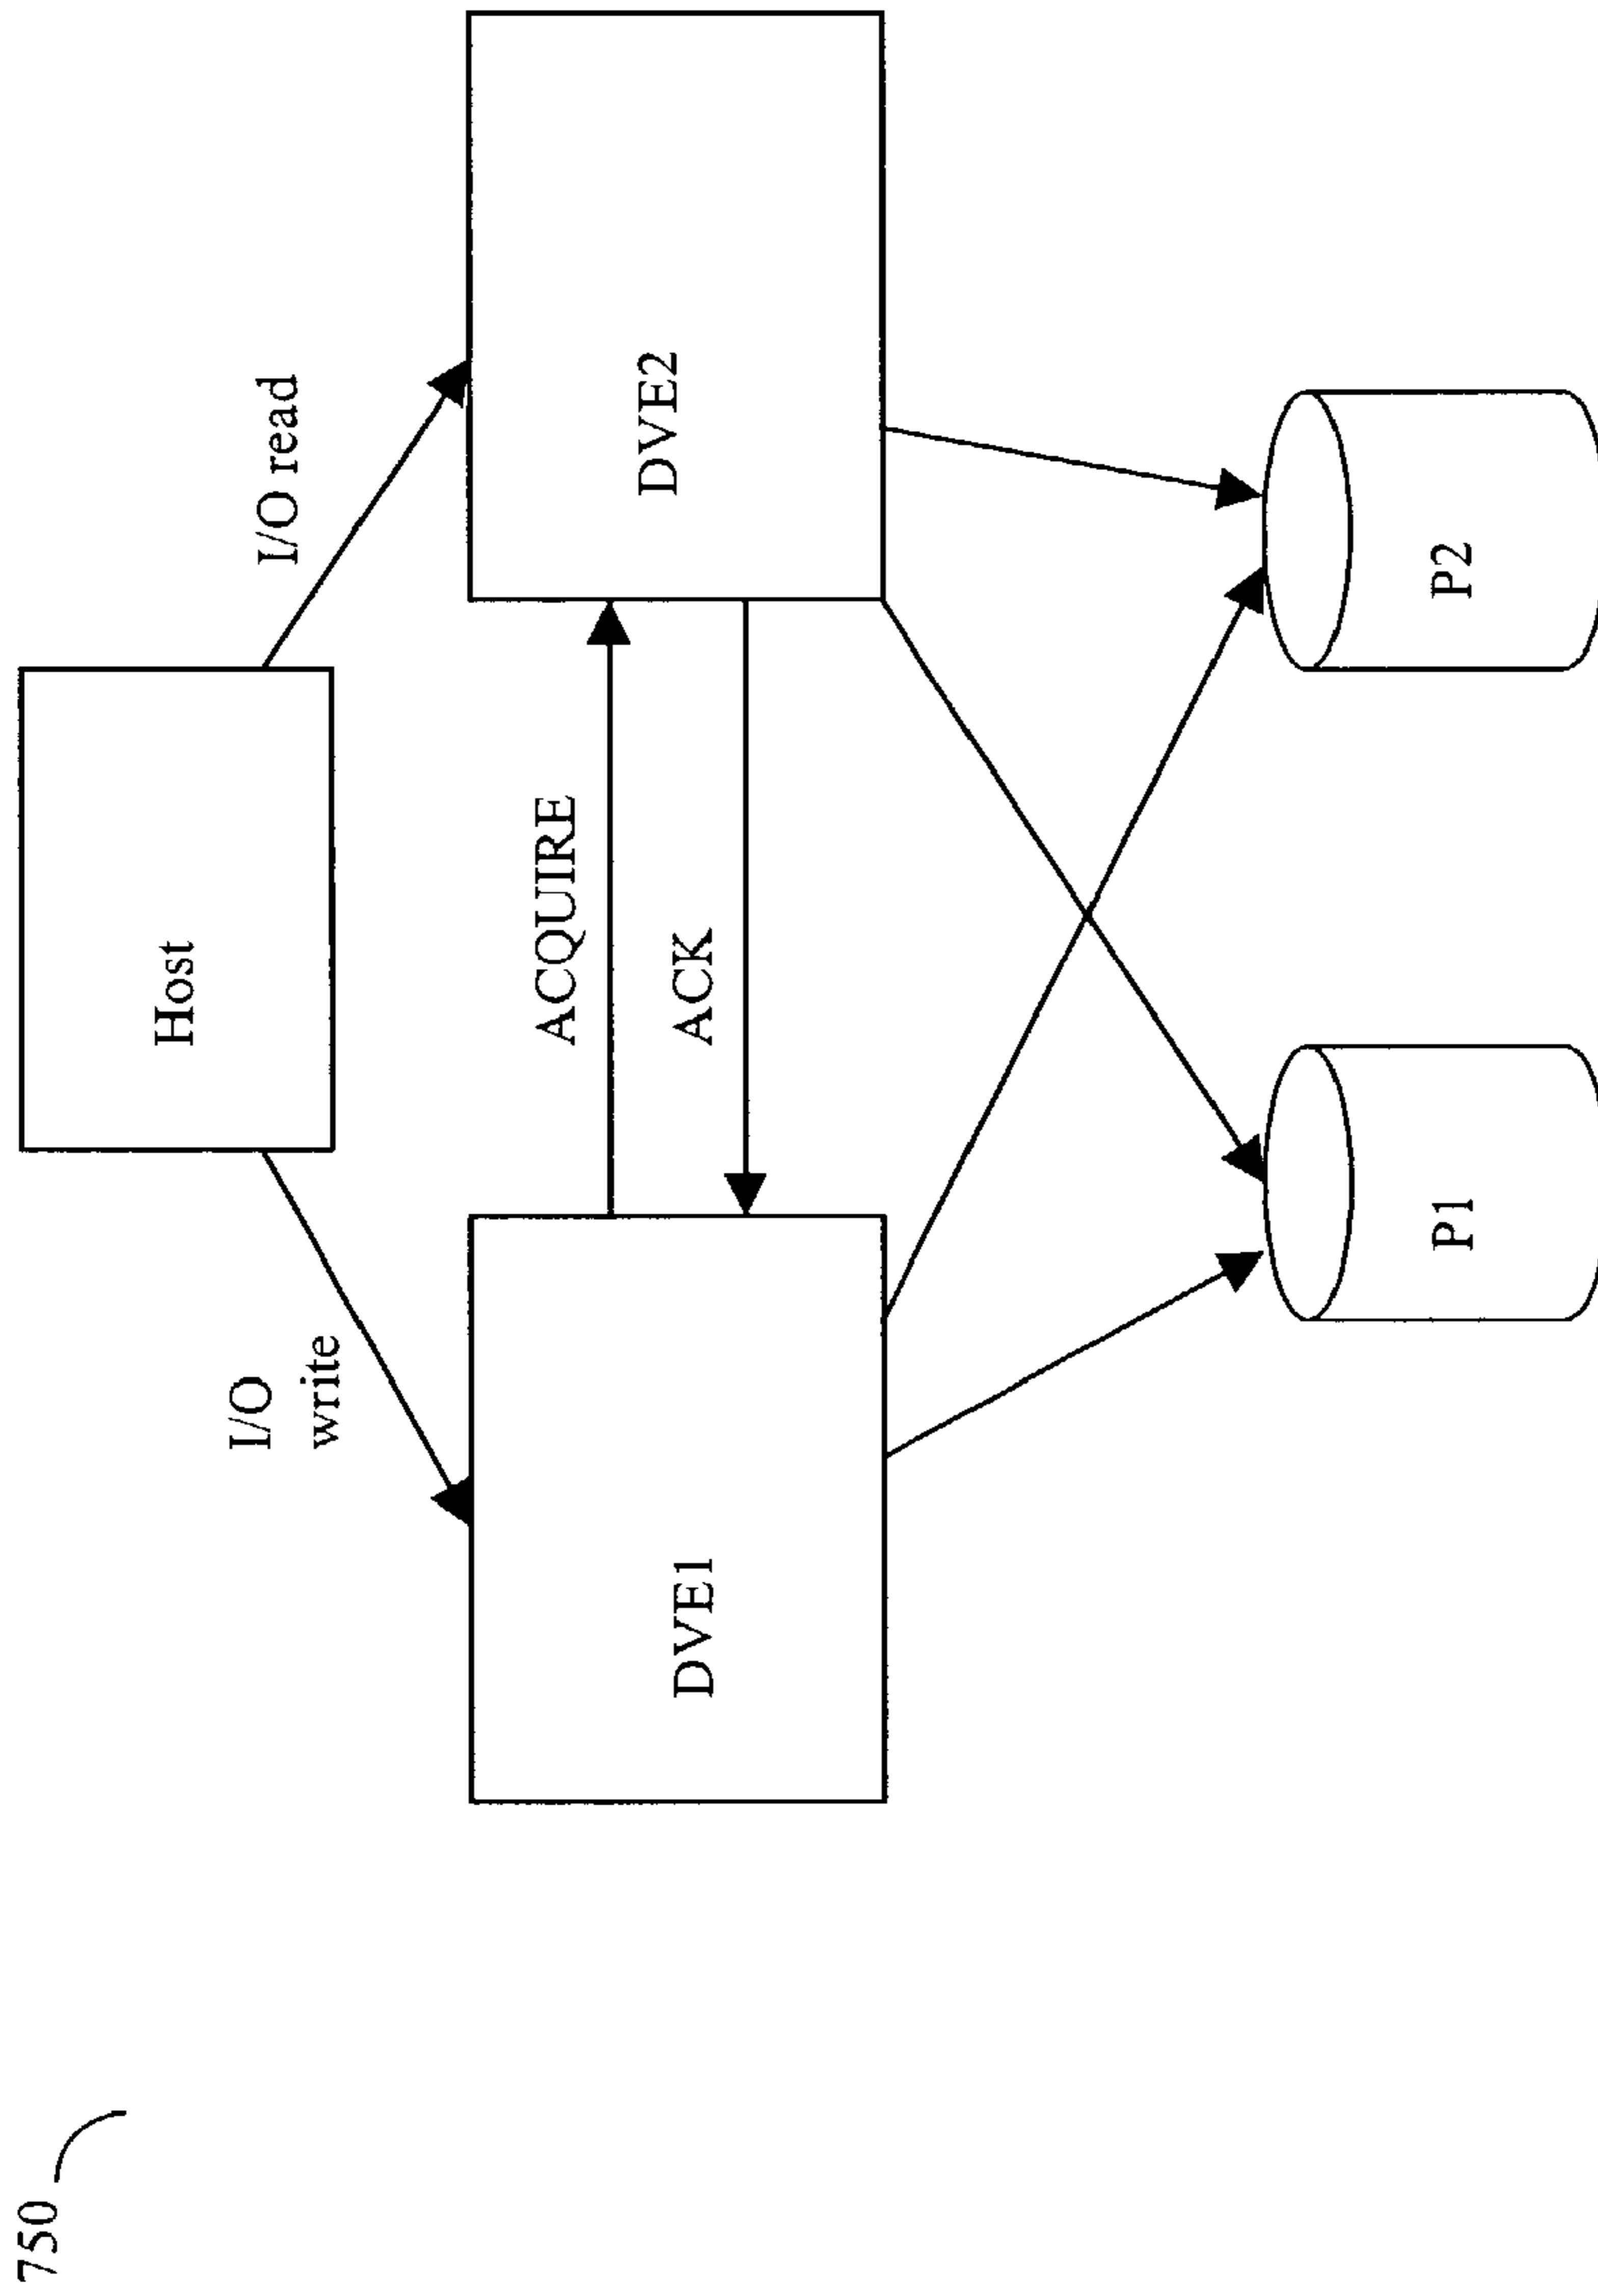 750
Host
I/O
write
I/O read
ACQUIRE
ACK
DVE1
DVE2
P1
P2